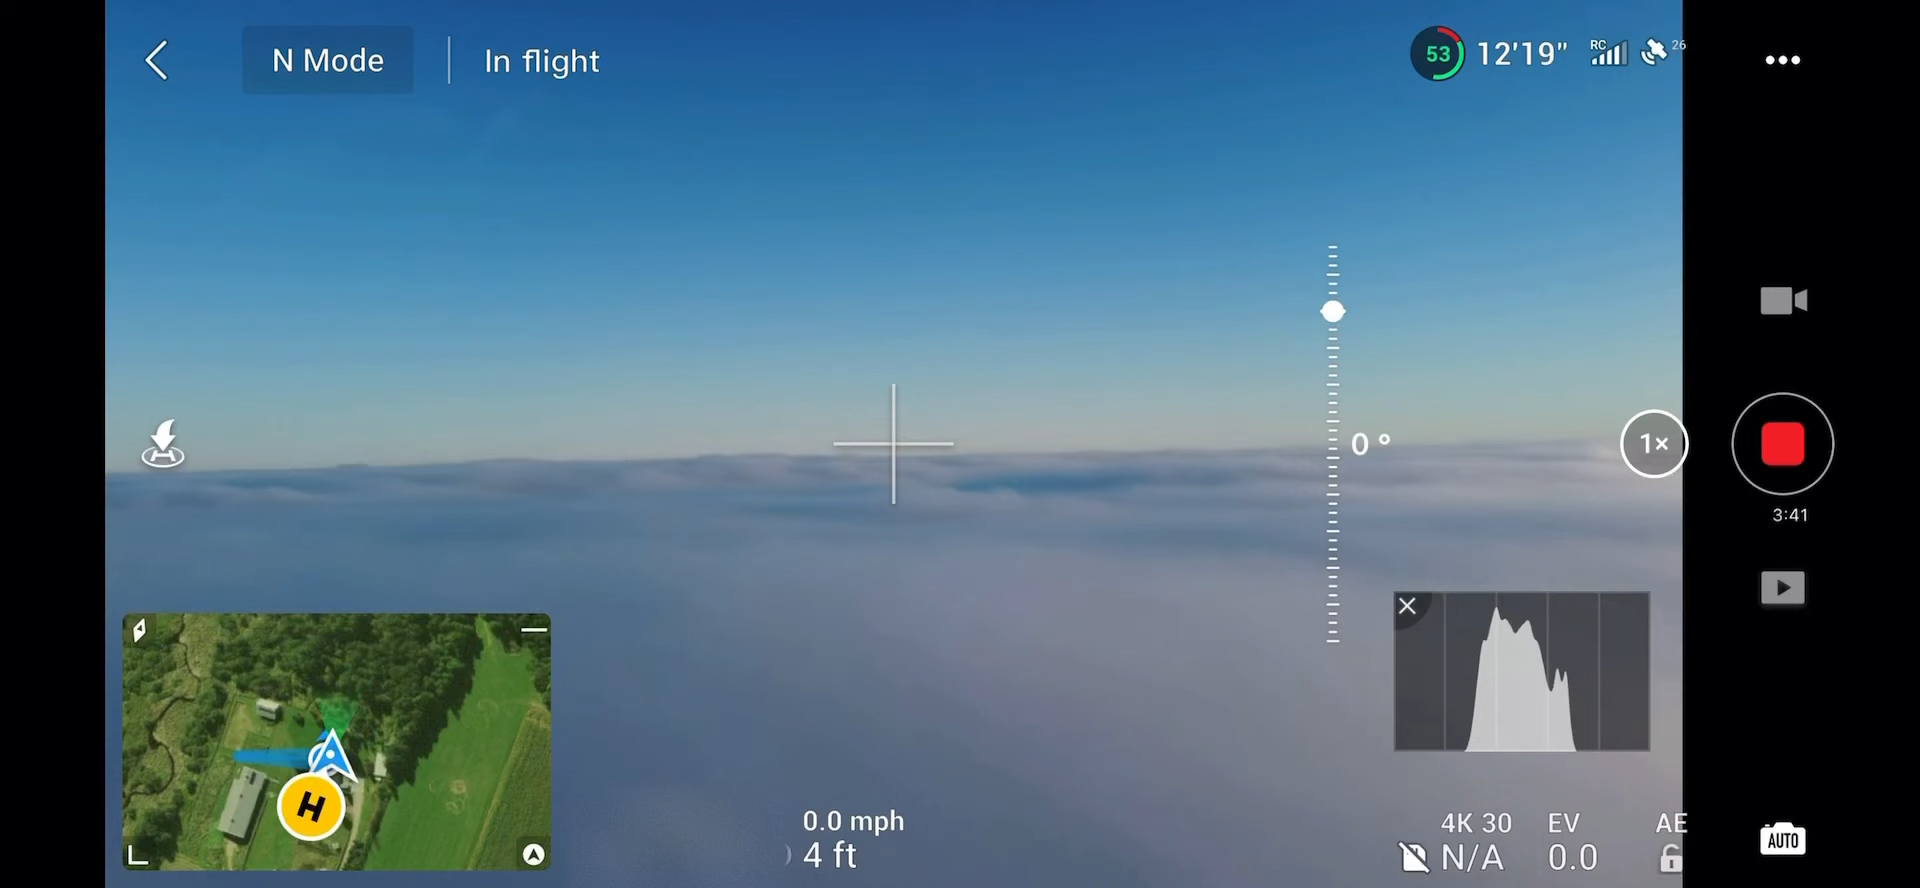 N Mode
In flight
53
12'19"
RC
26
0°
1×
3:41
H
0.0 mph
4 ft
4K 30
EV
AE
N/A
0.0
AUTO